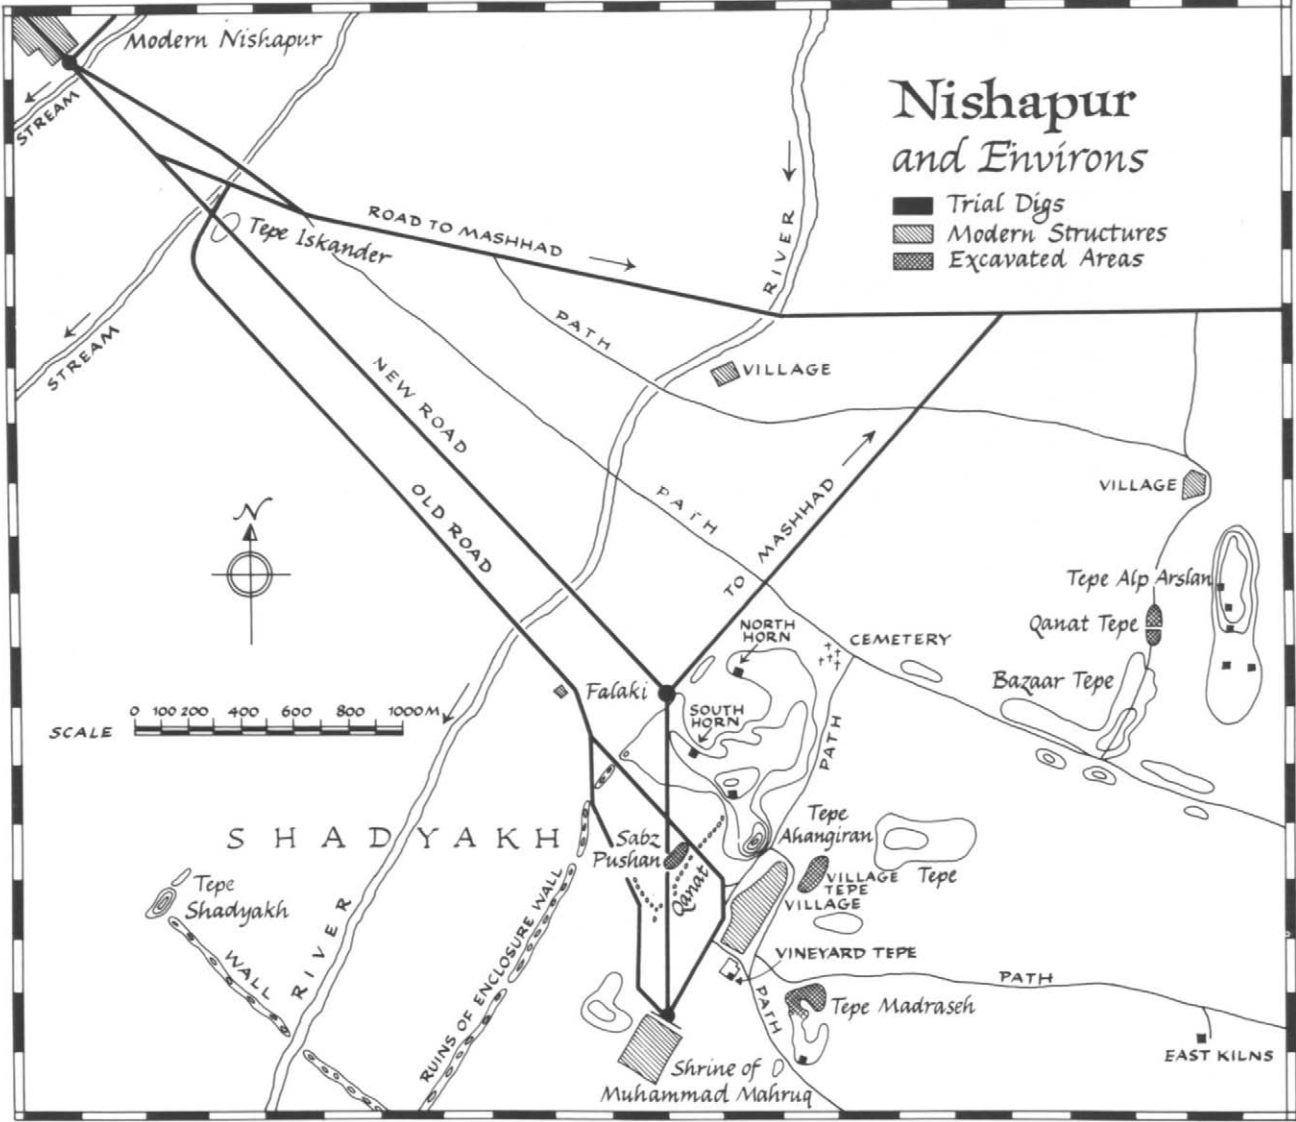 Modern Nishapur
STREAM
Nishapur
and Environs
Trial Digs
Modern Structures
Excavated Areas
Tepe Iskander
ROAD TO MASHHAD
RIVER
STREAM
PATH
VILLAGE
NEW ROAD
OLD ROAD
PATH
TO MASHHAD
VILLAGE
N
Tepe Alp Arslan
Qanat Tepe
NORTH
HORN
CEMETERY
Bazaar Tepe
Falaki
SOUTH
HORN
SCALE
0 100 200 400 600 800 1000 M
PATH
SHADYAKH
Sabz
Pushan
Tepe
Ahangiran
Tepe
Qanat
VILLAGE
TEPE
VILLAGE
Tepe
Shadyakh
WALL
RIVER
RUINS OF ENCLOSURE WALL
VINEYARD TEPE
PATH
PATH
Tepe Madraseh
EAST KILNS
Shrine of
Muhammad Mahruq